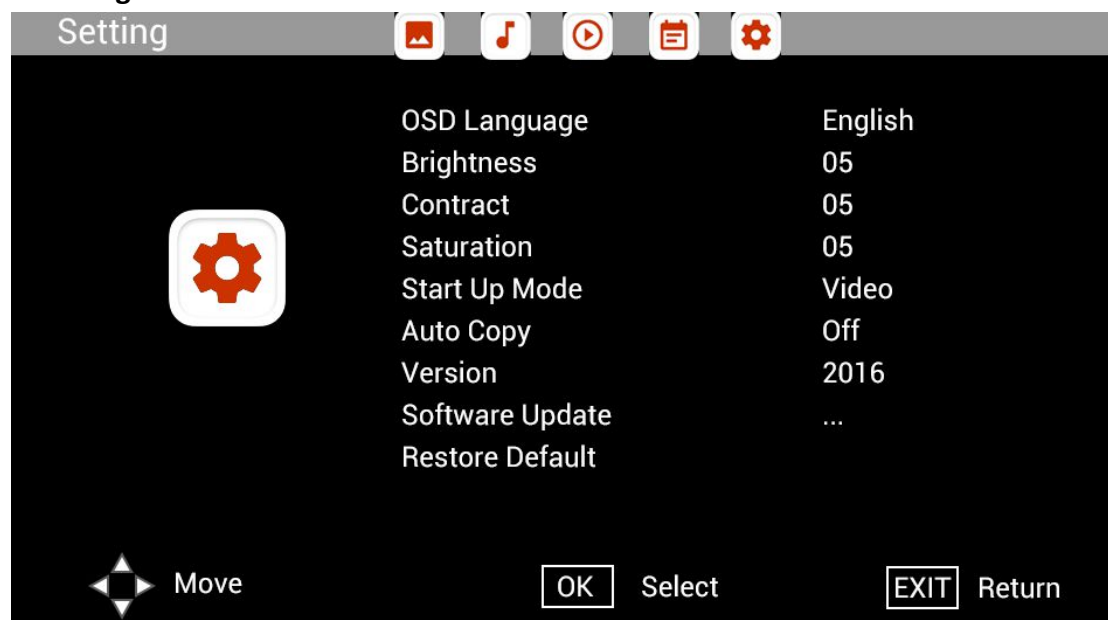 Setting
OSD Language English
Brightness 05
Contract 05
Saturation 05
Start Up Mode Video
Auto Copy Off
Version 2016
Software Update ...
Restore Default
Move OK Select EXIT Return